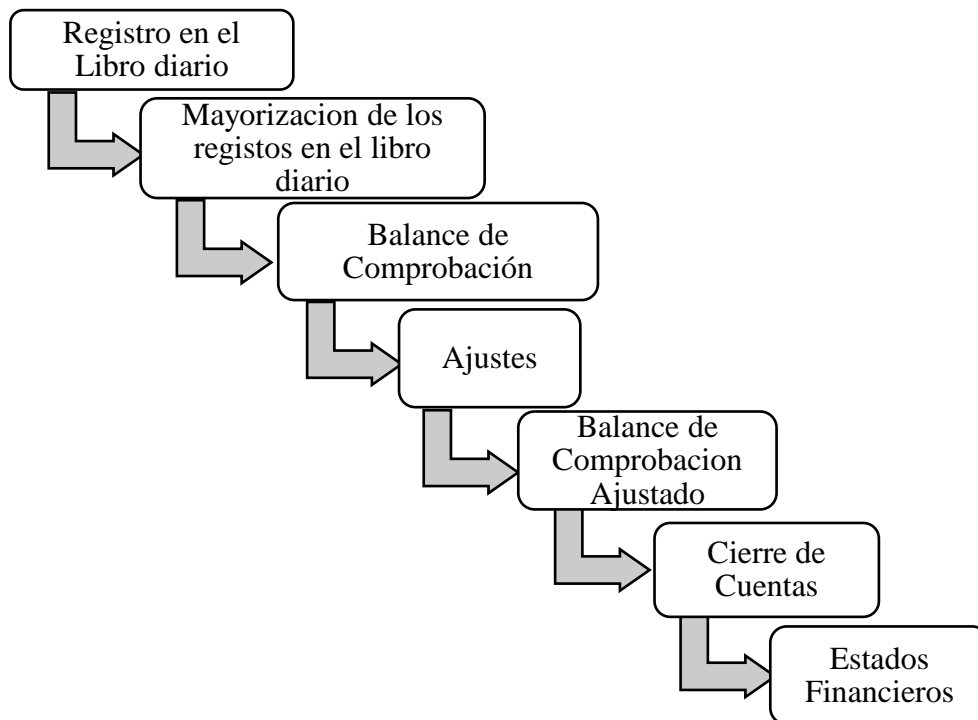 Registro en el
Libro diario
Mayorizacion de los
registos en el libro
diario
Balance de
Comprobación
Ajustes
Balance de
Comprobacion
Ajustado
Cierre de
Cuentas
Estados
Financieros